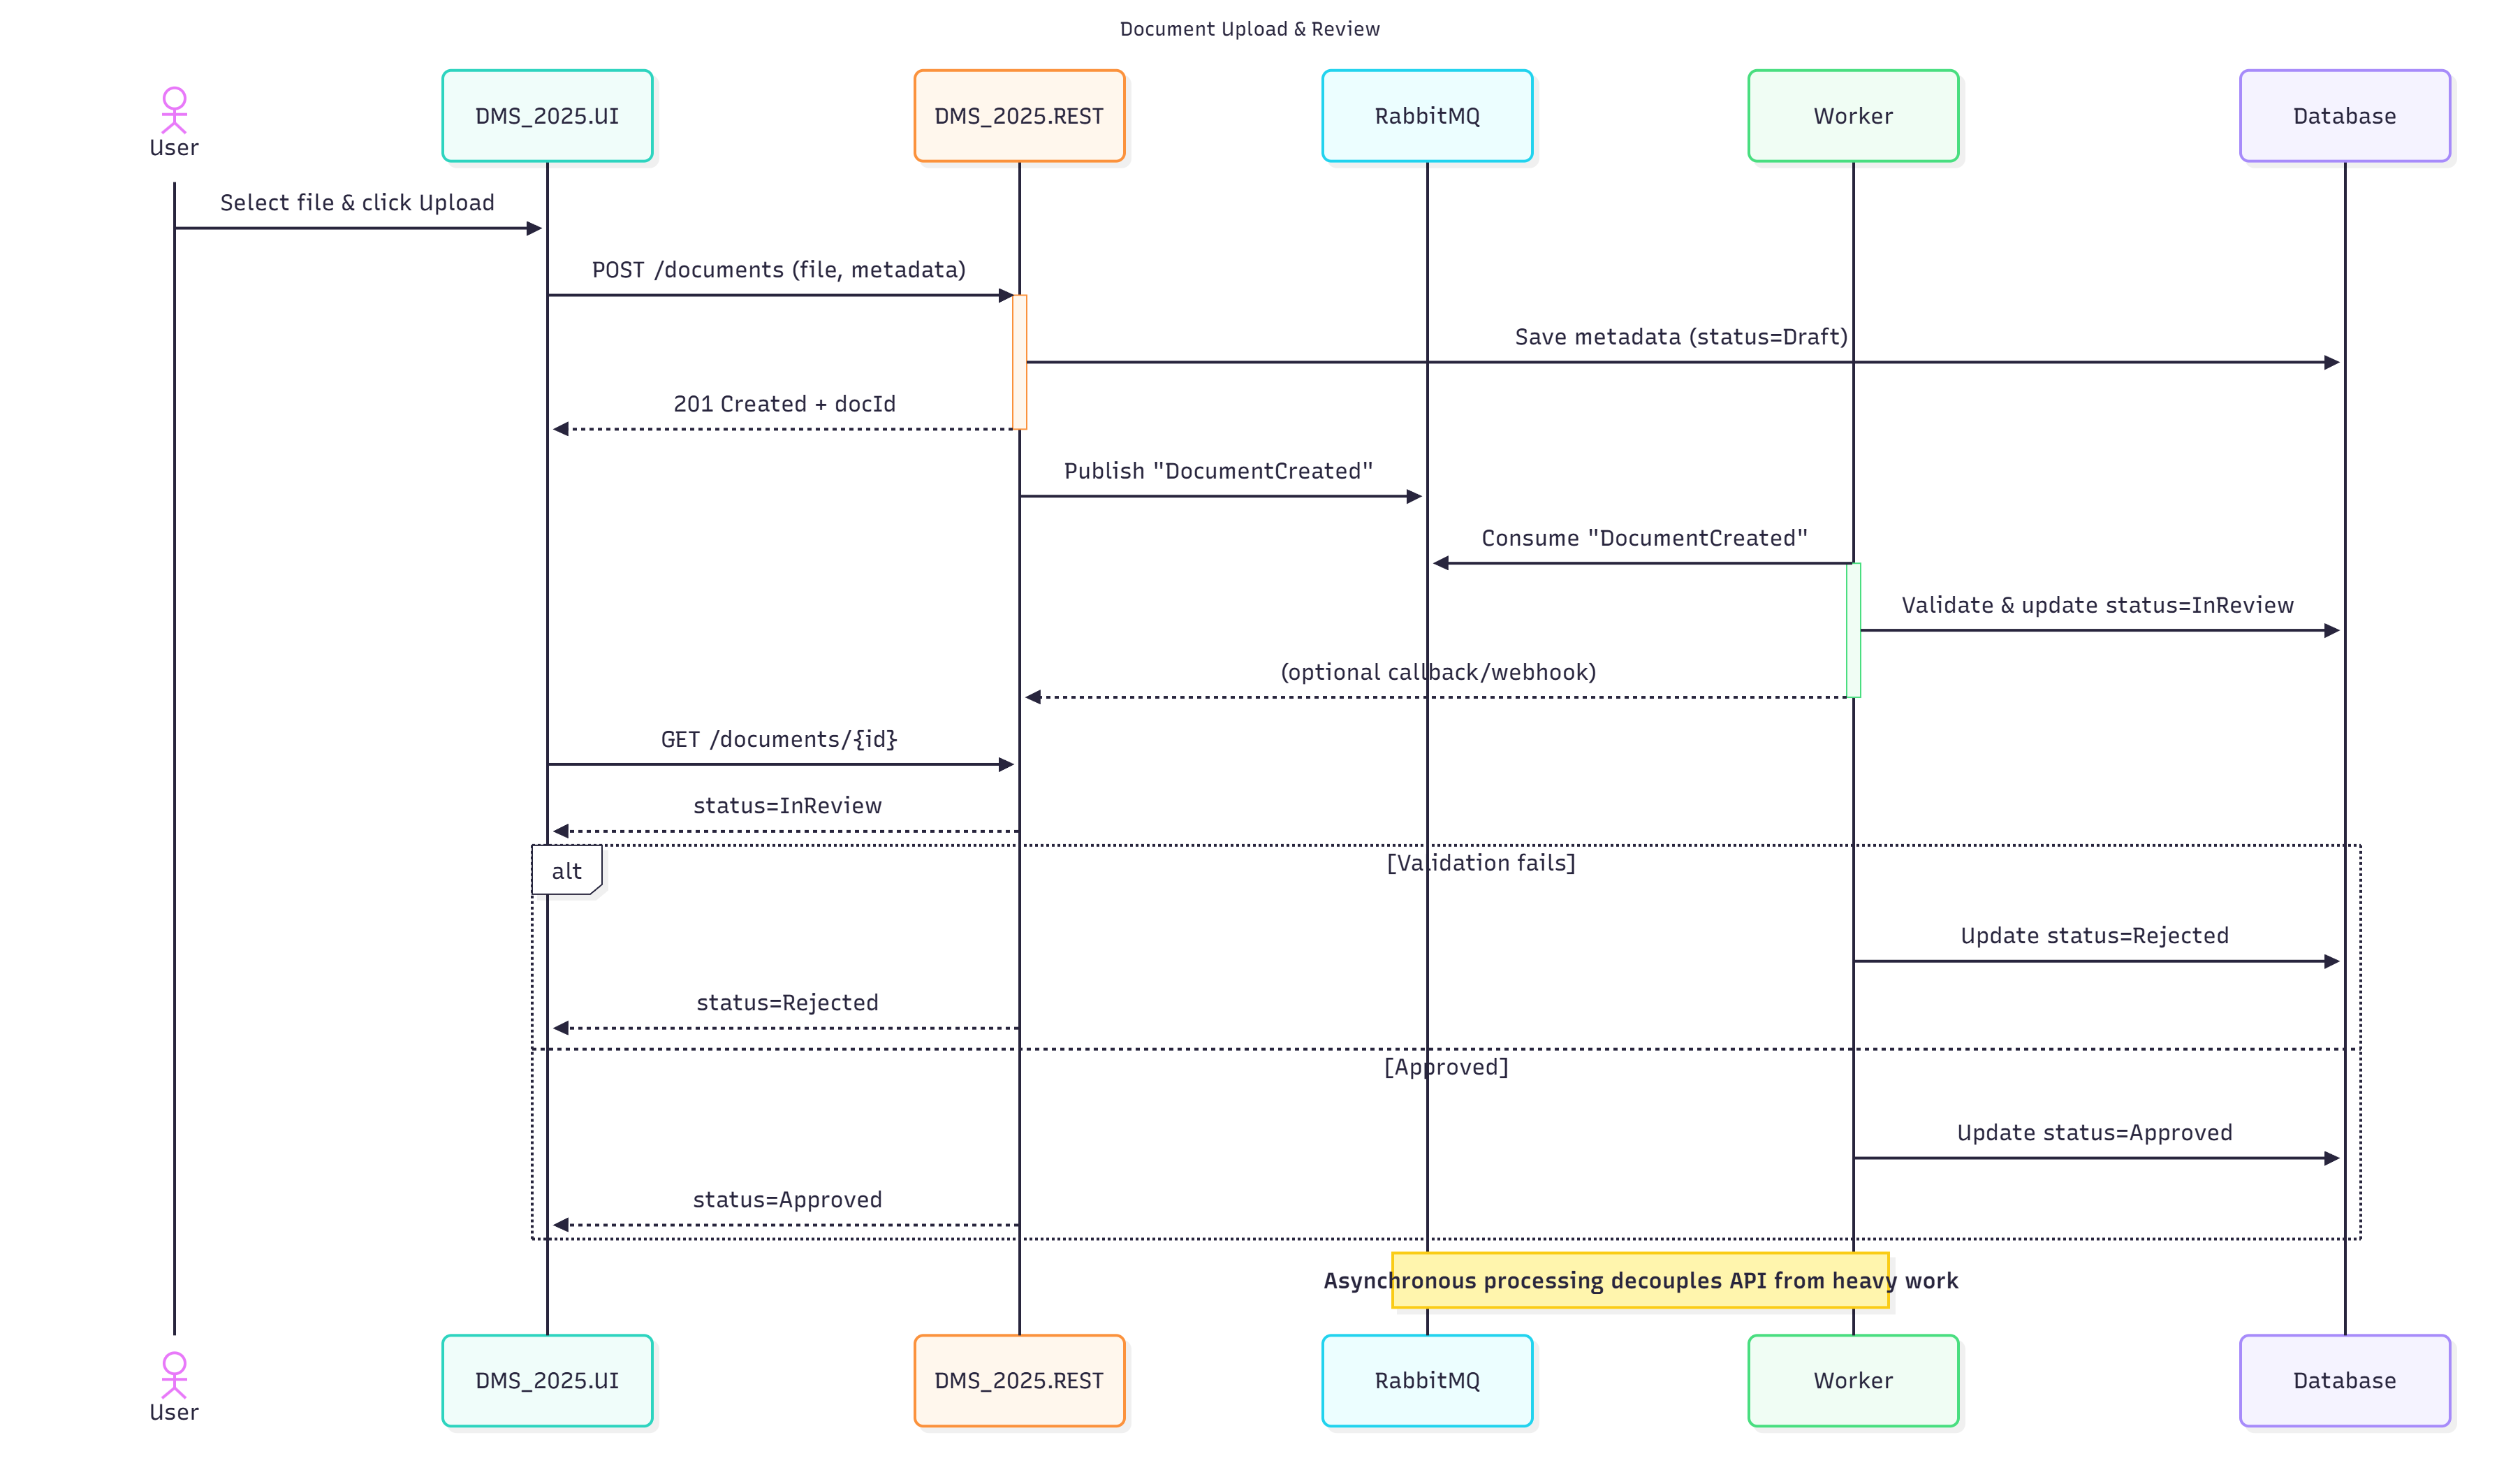 Document Upload & Review
User
DMS_2025.UI
DMS_2025.REST
RabbitMQ
Worker
Database
Select file & click Upload
POST /documents (file, metadata)
Save metadata (status=Draft)
201 Created + docId
Publish "DocumentCreated"
Consume "DocumentCreated"
Validate & update status=InReview
(optional callback/webhook)
GET /documents/{id}
status=InReview
alt
[Validation fails]
Update status=Rejected
status=Rejected
[Approved]
Update status=Approved
status=Approved
Asynchronous processing decouples API from heavy work
User
DMS_2025.UI
DMS_2025.REST
RabbitMQ
Worker
Database